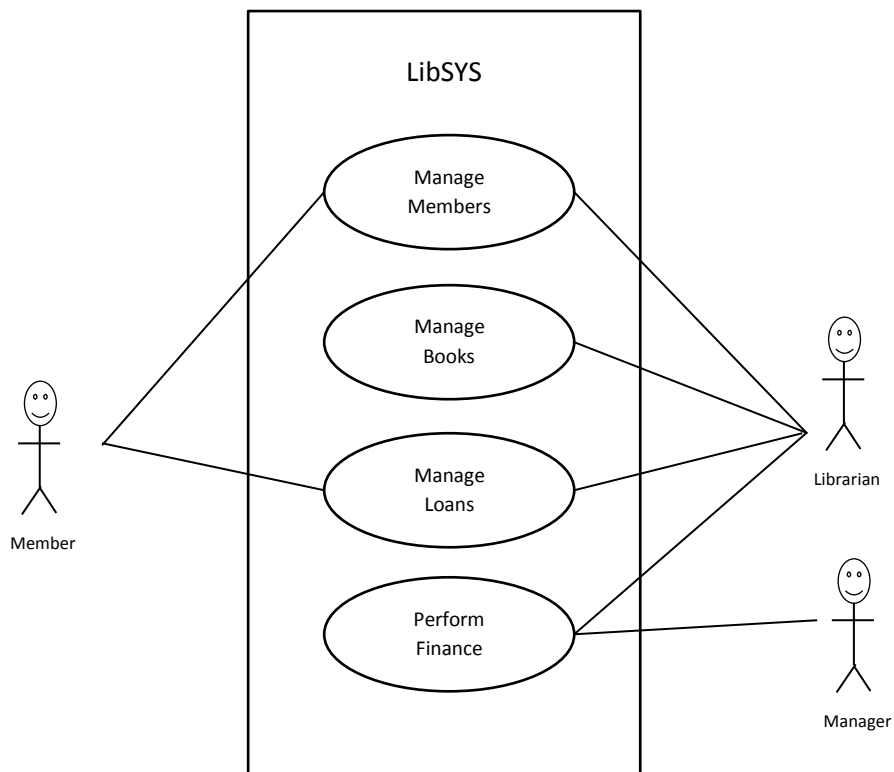 LibSYS
Manage
Members
Manage
Books
Manage
Loans
Perform
Finance
Member
Librarian
Manager